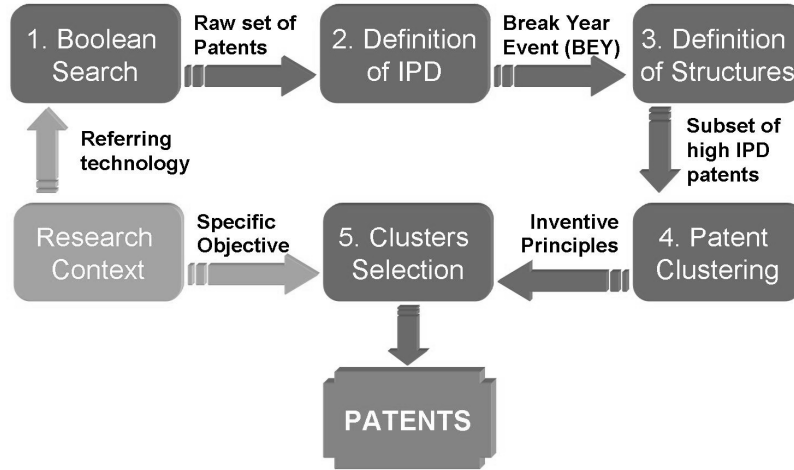 1. Boolean
Search
Raw set of
Patents
2. Definition
of IPD
Break Year
Event (BEY)
3. Definition
of Structures
Referring
technology
Subset of
high IPD
patents
Research
Context
Specific
Objective
5. Clusters
Selection
Inventive
Principles
4. Patent
Clustering
PATENTS